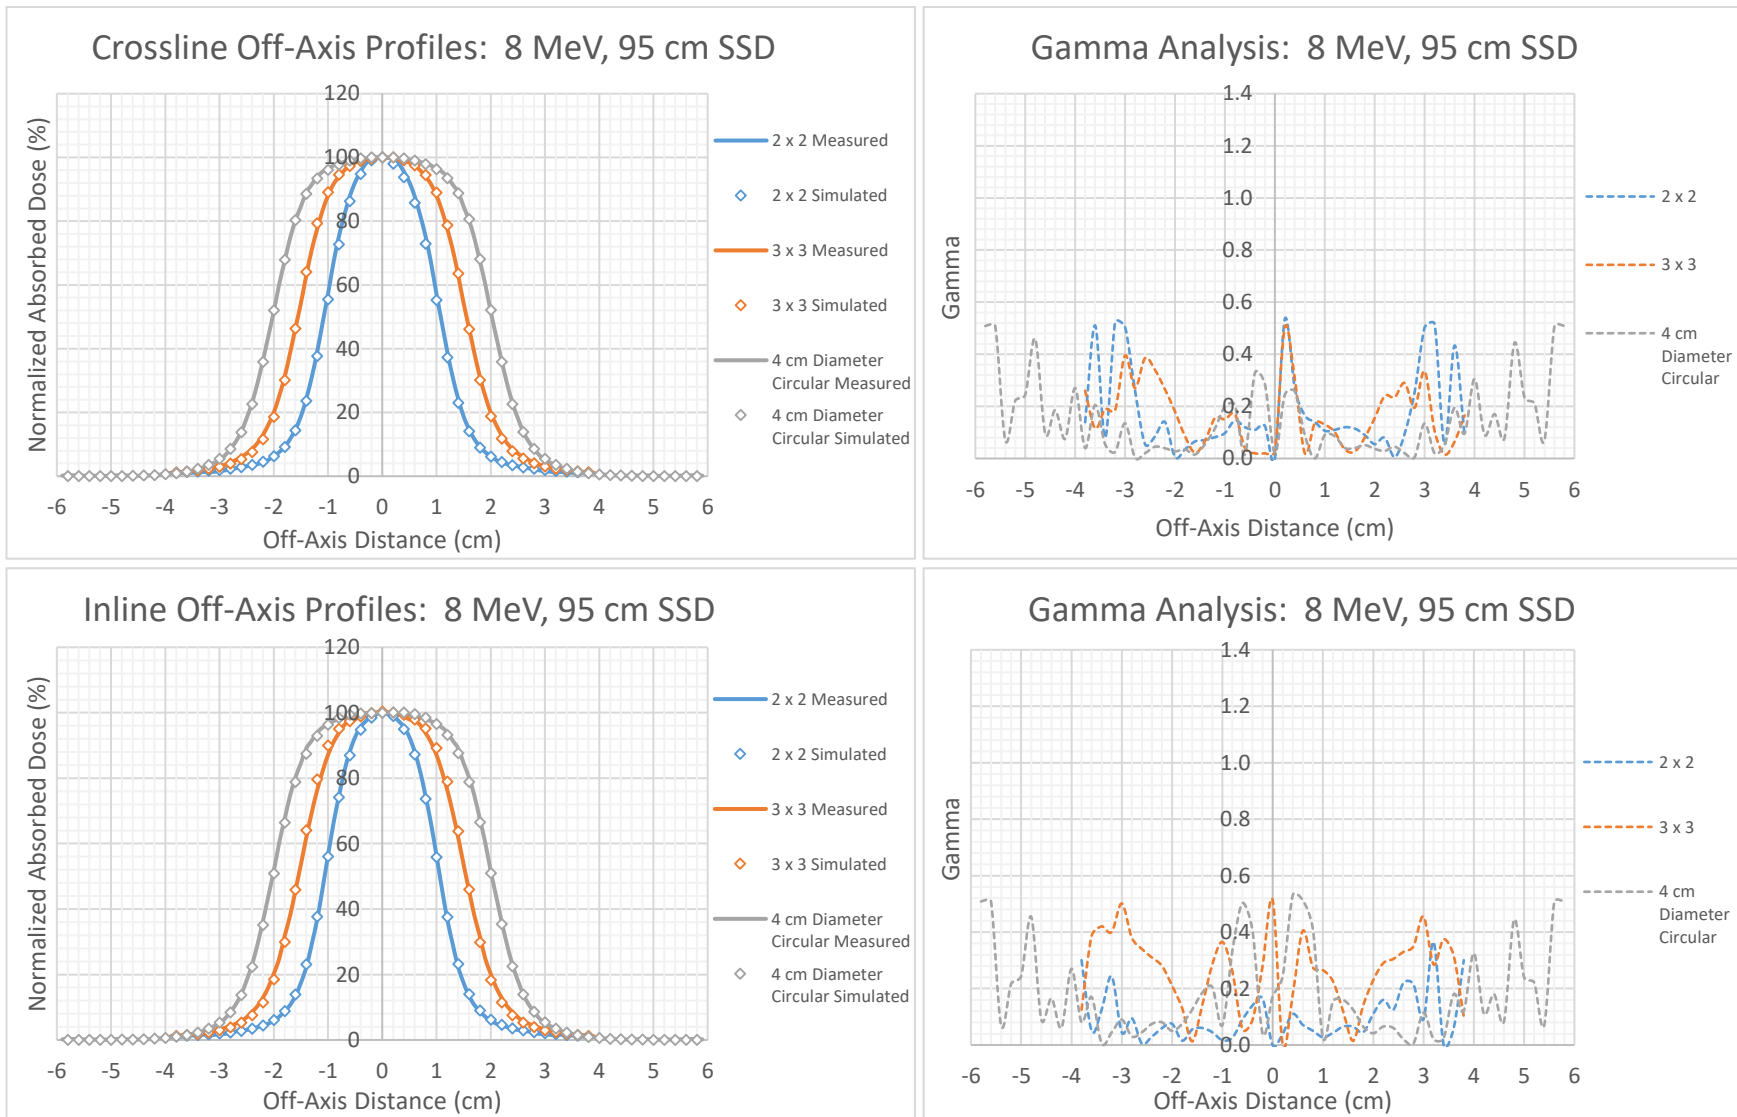 Crossline Off-Axis Profiles:  8 MeV, 95 cm SSD
Normalized Absorbed Dose (%)
120
100
80
60
40
20
0
-6 -5 -4 -3 -2 -1 0 1 2 3 4 5 6
Off-Axis Distance (cm)
2 x 2 Measured
2 x 2 Simulated
3 x 3 Measured
3 x 3 Simulated
4 cm Diameter
Circular Measured
4 cm Diameter
Circular Simulated
Gamma Analysis:  8 MeV, 95 cm SSD
Gamma
1.4
1.2
1.0
0.8
0.6
0.4
0.2
0.0
-6 -5 -4 -3 -2 -1 0 1 2 3 4 5 6
Off-Axis Distance (cm)
2 x 2
3 x 3
4 cm
Diameter
Circular
Inline Off-Axis Profiles:  8 MeV, 95 cm SSD
Normalized Absorbed Dose (%)
120
100
80
60
40
20
0
-6 -5 -4 -3 -2 -1 0 1 2 3 4 5 6
Off-Axis Distance (cm)
2 x 2 Measured
2 x 2 Simulated
3 x 3 Measured
3 x 3 Simulated
4 cm Diameter
Circular Measured
4 cm Diameter
Circular Simulated
Gamma Analysis:  8 MeV, 95 cm SSD
Gamma
1.4
1.2
1.0
0.8
0.6
0.4
0.2
0.0
-6 -5 -4 -3 -2 -1 0 1 2 3 4 5 6
Off-Axis Distance (cm)
2 x 2
3 x 3
4 cm
Diameter
Circular